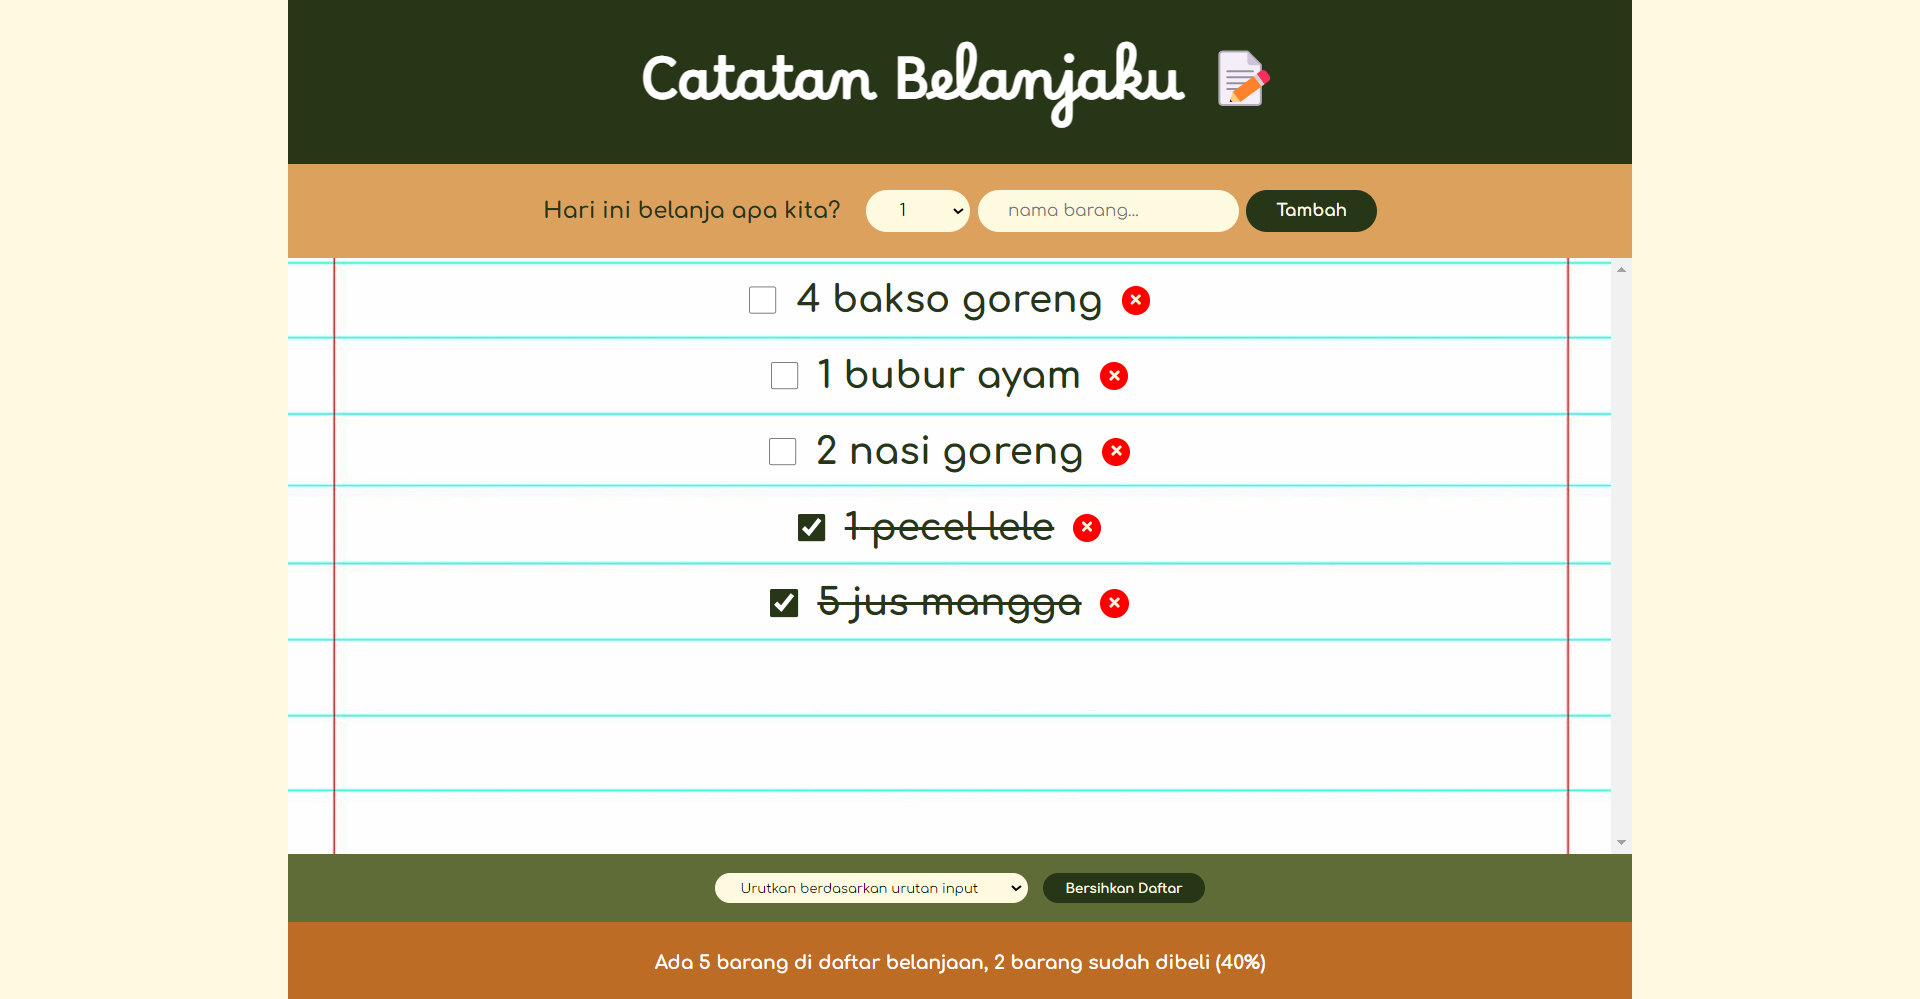 Catatan Belanjaku
Hari ini belanja apa kita? 1 nama barang... Tambah
4 bakso goreng
1 bubur ayam
2 nasi goreng
1 pecel lele
5 jus mangga
Urutkan berdasarkan urutan input Bersihkan Daftar
Ada 5 barang di daftar belanjaan, 2 barang sudah dibeli (40%)